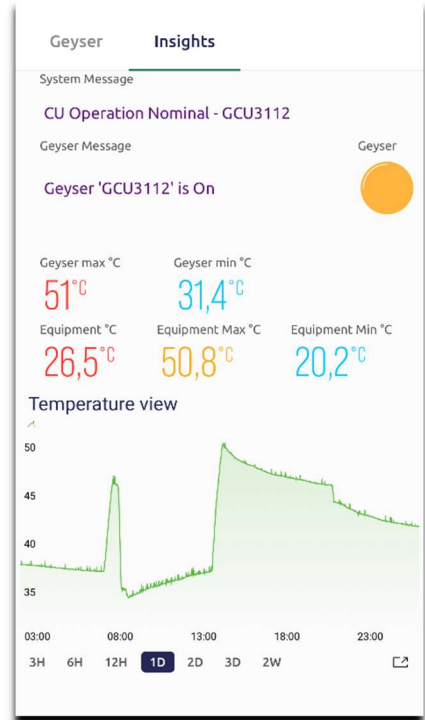 Geyser Insights
System Message
CU Operation Nominal - GCU3112
Geyser Message Geyser
Geyser 'GCU3112' is On
Geyser max °C Geyser min °C
51°C 31,4°C
Equipment °C Equipment Max °C Equipment Min °C
26,5°C 50,8°C 20,2°C
Temperature view
50
45
40
35
03:00 08:00 13:00 18:00 23:00
3H 6H 12H 1D 2D 3D 2W